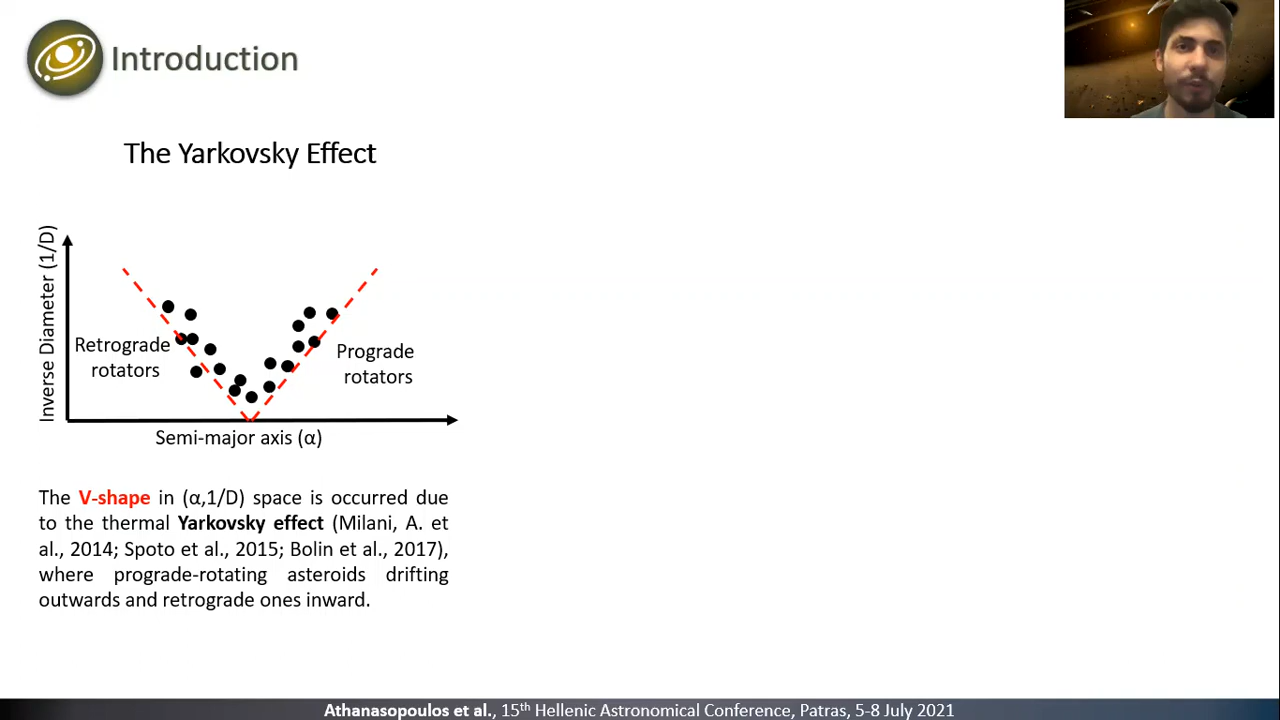 Introduction
The Yarkovsky Effect
Inverse Diameter (1/D)
Retrograde
rotators
Prograde
rotators
Semi-major axis (α)
The V-shape in (α,1/D) space is occurred due
to the thermal Yarkovsky effect (Milani, A. et
al., 2014; Spoto et al., 2015; Bolin et al., 2017),
where prograde-rotating asteroids drifting
outwards and retrograde ones inward.
Athanasopoulos et al., 15th Hellenic Astronomical Conference, Patras, 5-8 July 2021